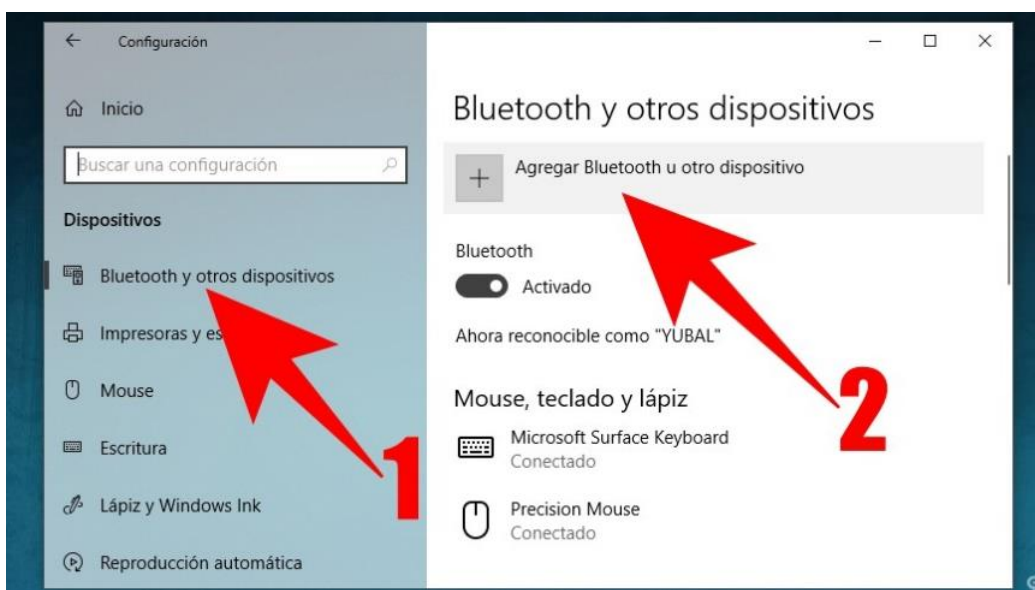 Configuración
Inicio
Buscar una configuración
Dispositivos
Bluetooth y otros dispositivos
Impresoras y es
Mouse
Escritura
Lápiz y Windows Ink
Reproducción automática
1
Bluetooth y otros dispositivos
Agregar Bluetooth u otro dispositivo
Bluetooth
Activado
Ahora reconocible como "YUBAL"
Mouse, teclado y lápiz
Microsoft Surface Keyboard
Conectado
Precision Mouse
Conectado
2